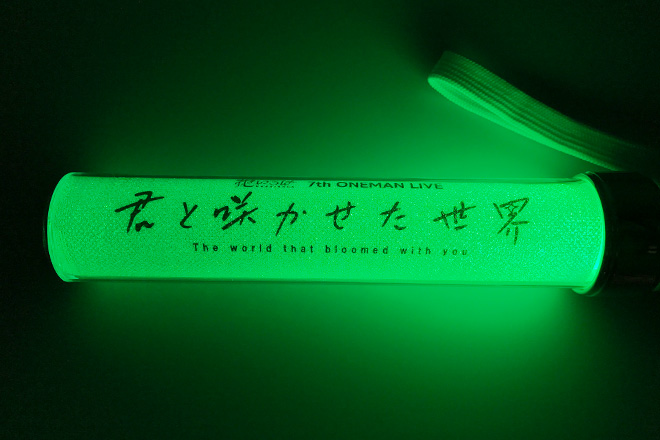 7th ONEMAN LIVE
君と咲かせた世界
The world that bloomed with you